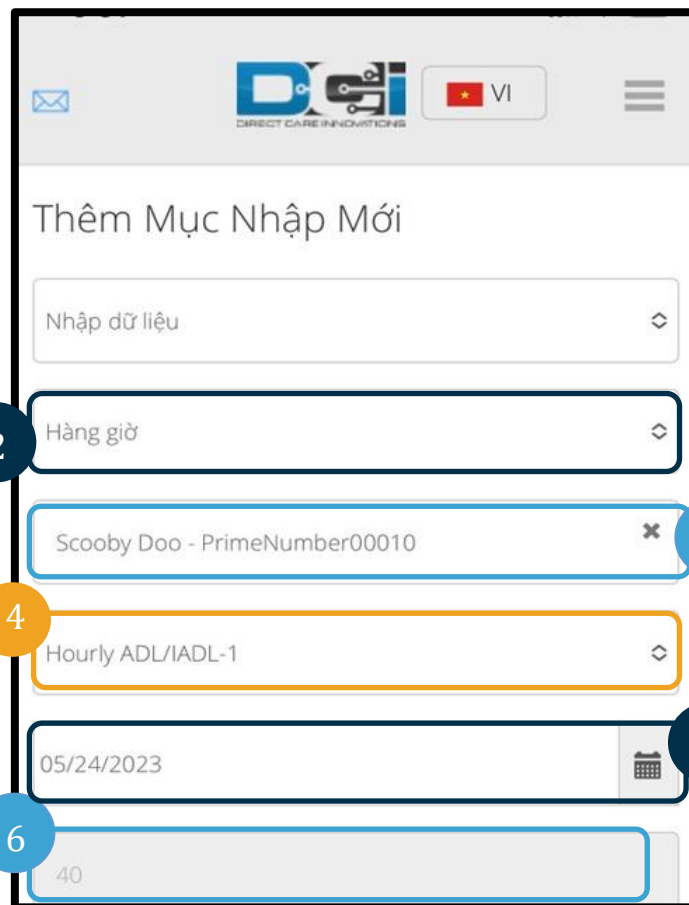 DCi
DIRECT CARE INNOVATIONS
VI
Thêm Mục Nhập Mới
Nhập dữ liệu
2
Hàng giờ
Scooby Doo - PrimeNumber00010
4
Hourly ADL/IADL-1
05/24/2023
6
40